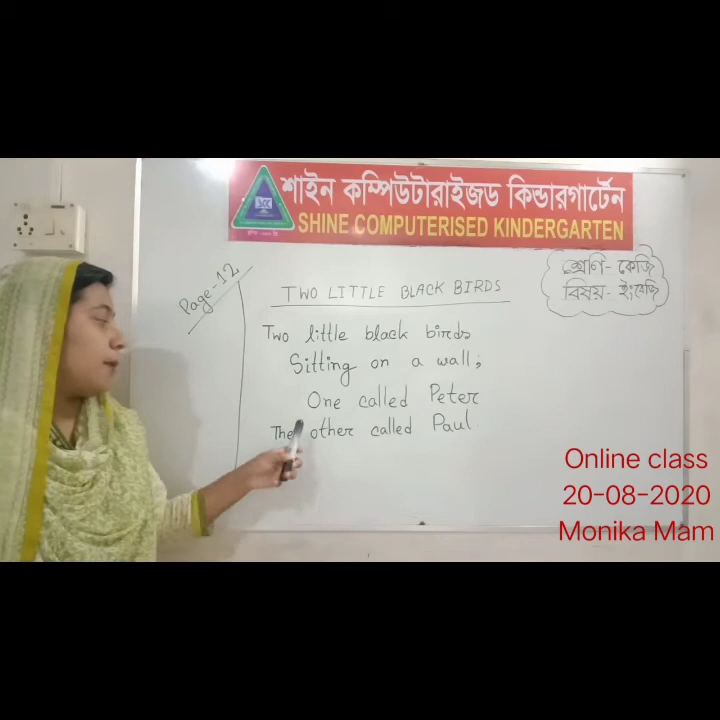 শাইন কম্পিউটারাইজড কিন্ডারগার্টেন
SHINE COMPUTERISED KINDERGARTEN
শ্রেণি- কেজি
বিষয়- ইংরেজি
Page-12
TWO LITTLE BLACK BIRDS
Two little black birds
Sitting on a wall;
One called Peter
The other called Paul.
Online class
20-08-2020
Monika Mam